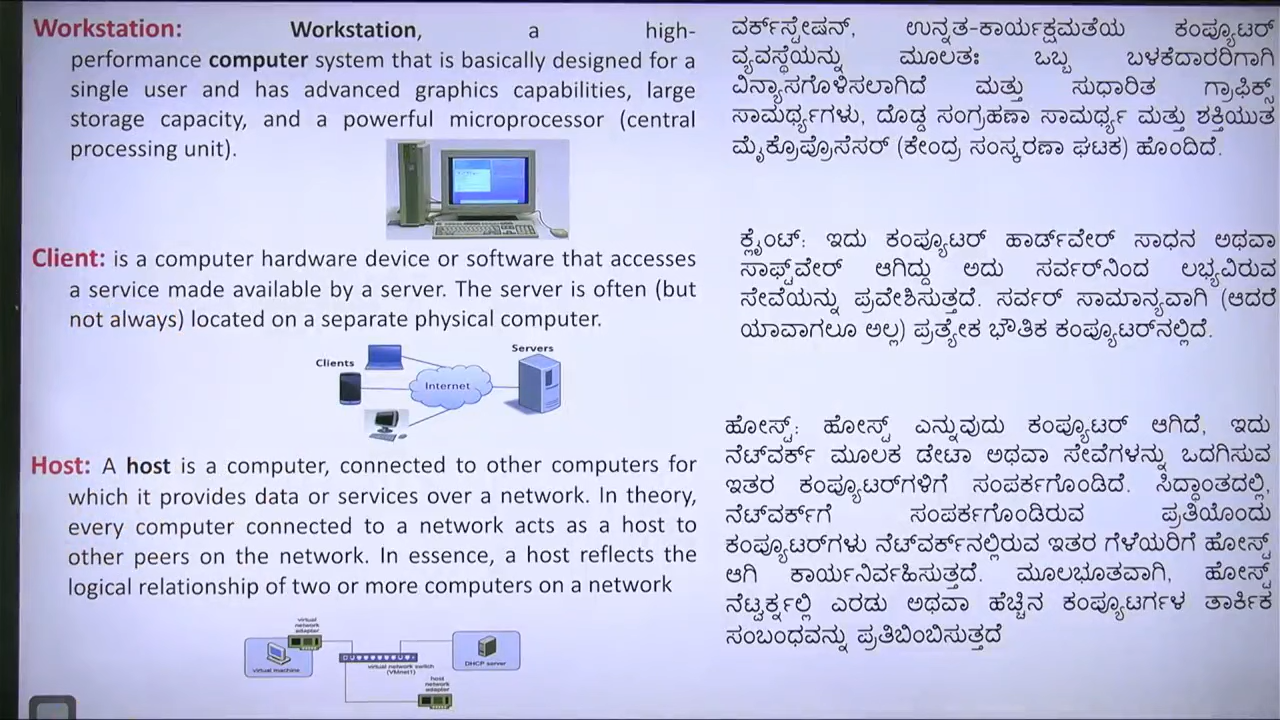 Workstation: Workstation, a high-
performance computer system that is basically designed for a
single user and has advanced graphics capabilities, large
storage capacity, and a powerful microprocessor (central
processing unit).
Client: is a computer hardware device or software that accesses
a service made available by a server. The server is often (but
not always) located on a separate physical computer.
Clients
Servers
Internet
Host: A host is a computer, connected to other computers for
which it provides data or services over a network. In theory,
every computer connected to a network acts as a host to
other peers on the network. In essence, a host reflects the
logical relationship of two or more computers on a network
virtual
network
adapter
virtual machine
virtual network switch
(VMnet1)
DHCP server
host
network
adapter
ವರ್ಕ್‌ಸ್ಟೇಷನ್, ಉನ್ನತ-ಕಾರ್ಯಕ್ಷಮತೆಯ ಕಂಪ್ಯೂಟರ್
ವ್ಯವಸ್ಥೆಯನ್ನು ಮೂಲತಃ ಒಬ್ಬ ಬಳಕೆದಾರರಿಗಾಗಿ
ವಿನ್ಯಾಸಗೊಳಿಸಲಾಗಿದೆ ಮತ್ತು ಸುಧಾರಿತ ಗ್ರಾಫಿಕ್ಸ್
ಸಾಮರ್ಥ್ಯಗಳು, ದೊಡ್ಡ ಸಂಗ್ರಹಣಾ ಸಾಮರ್ಥ್ಯ ಮತ್ತು ಶಕ್ತಿಯುತ
ಮೈಕ್ರೊಪ್ರೊಸೆಸರ್ (ಕೇಂದ್ರ ಸಂಸ್ಕರಣಾ ಘಟಕ) ಹೊಂದಿದೆ.
ಕ್ಲೈಂಟ್: ಇದು ಕಂಪ್ಯೂಟರ್ ಹಾರ್ಡ್‌ವೇರ್ ಸಾಧನ ಅಥವಾ
ಸಾಫ್ಟ್‌ವೇರ್ ಆಗಿದ್ದು ಅದು ಸರ್ವರ್‌ನಿಂದ ಲಭ್ಯವಿರುವ
ಸೇವೆಯನ್ನು ಪ್ರವೇಶಿಸುತ್ತದೆ. ಸರ್ವರ್ ಸಾಮಾನ್ಯವಾಗಿ (ಆದರೆ
ಯಾವಾಗಲೂ ಅಲ್ಲ) ಪ್ರತ್ಯೇಕ ಭೌತಿಕ ಕಂಪ್ಯೂಟರ್‌ನಲ್ಲಿದೆ.
ಹೋಸ್ಟ್: ಹೋಸ್ಟ್ ಎನ್ನುವುದು ಕಂಪ್ಯೂಟರ್ ಆಗಿದೆ, ಇದು
ನೆಟ್‌ವರ್ಕ್ ಮೂಲಕ ಡೇಟಾ ಅಥವಾ ಸೇವೆಗಳನ್ನು ಒದಗಿಸುವ
ಇತರ ಕಂಪ್ಯೂಟರ್‌ಗಳಿಗೆ ಸಂಪರ್ಕಗೊಂಡಿದೆ. ಸಿದ್ಧಾಂತದಲ್ಲಿ,
ನೆಟ್‌ವರ್ಕ್‌ಗೆ ಸಂಪರ್ಕಗೊಂಡಿರುವ ಪ್ರತಿಯೊಂದು
ಕಂಪ್ಯೂಟರ್‌ಗಳು ನೆಟ್‌ವರ್ಕ್‌ನಲ್ಲಿರುವ ಇತರ ಗೆಳೆಯರಿಗೆ ಹೋಸ್ಟ್
ಆಗಿ ಕಾರ್ಯನಿರ್ವಹಿಸುತ್ತದೆ. ಮೂಲಭೂತವಾಗಿ, ಹೋಸ್ಟ್
ನೆಟ್ವರ್ಕ್ನಲ್ಲಿ ಎರಡು ಅಥವಾ ಹೆಚ್ಚಿನ ಕಂಪ್ಯೂಟರ್ಗಳ ತಾರ್ಕಿಕ
ಸಂಬಂಧವನ್ನು ಪ್ರತಿಬಿಂಬಿಸುತ್ತದೆ